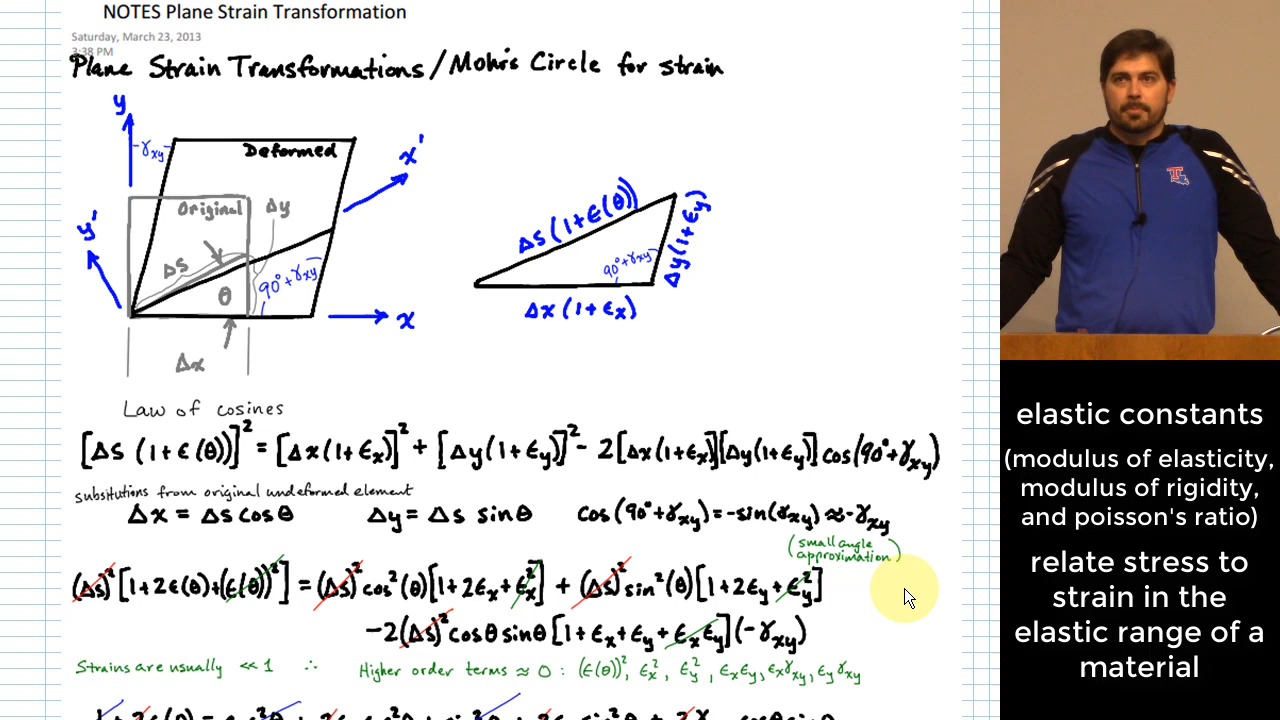 NOTES Plane Strain Transformation
Saturday, March 23, 2013
3:38 PM
Plane Strain Transformations/Mohr's Circle for strain
y
γxy
Deformed
x'
Original
Δy
y'
Δs
θ
90°+γxy
x
Δx
Δs(1+ε(θ))
Δy(1+εy)
90°+γxy
Δx(1+εx)
Law of cosines
[Δs (1+ε(θ))]² = [Δx(1+εx)]² + [Δy(1+εy)]² - 2[Δx(1+εx)][Δy(1+εy)] cos(90°+γxy)
subsitutions from original undeformed element
Δx = Δs cosθ Δy = Δs sinθ cos(90°+γxy) = -sin(γxy) ≈ -γxy
(small angle approximation)
(Δs)² [1+2ε(θ)+(ε(θ))²] = (Δs)² cos²(θ)[1+2εx+εx²] + (Δs)² sin²(θ)[1+2εy+εy²]
-2(Δs)² cosθ sinθ [1+εx+εy+εxεy](-γxy)
Strains are usually << 1 ∴ Higher order terms ≈ 0 : (ε(θ))², εx², εy², εxεy, εxγxy, εyγxy
T
elastic constants
(modulus of elasticity,
modulus of rigidity,
and poisson's ratio)
relate stress to
strain in the
elastic range of a
material